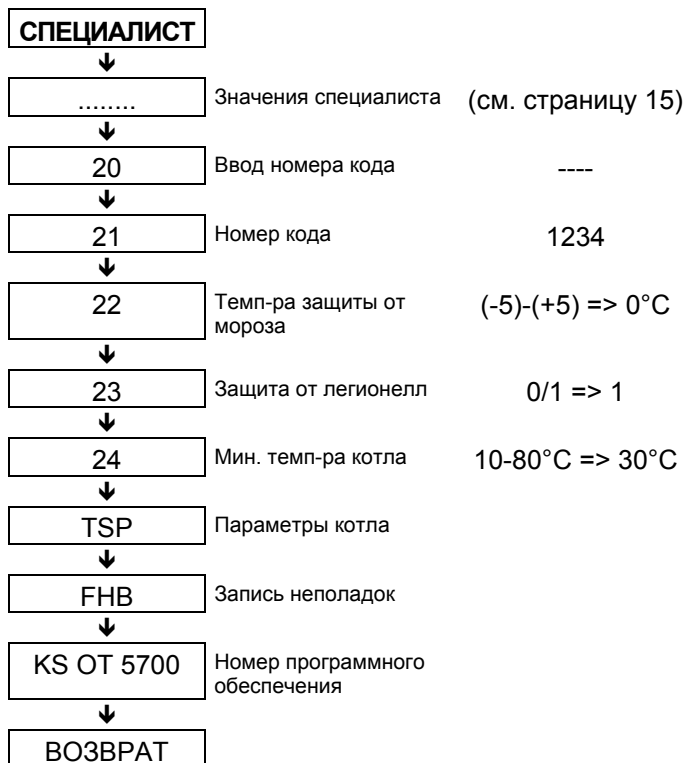 СПЕЦИАЛИСТ
........ Значения специалиста (см. страницу 15)
20 Ввод номера кода ----
21 Номер кода 1234
22 Темп-ра защиты от (-5)-(+5) => 0°C
мороза
23 Защита от легионелл 0/1 => 1
24 Мин. темп-ра котла 10-80°C => 30°C
TSP Параметры котла
FHB Запись неполадок
KS OT 5700 Номер программного
обеспечения
ВОЗВРАТ